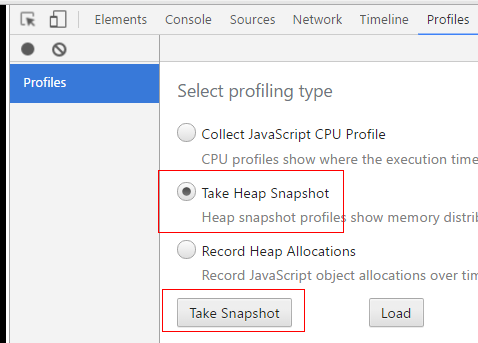 Elements Console Sources Network Timeline Profiles
Profiles
Select profiling type
Collect JavaScript CPU Profile
CPU profiles show where the execution time
Take Heap Snapshot
Heap snapshot profiles show memory distrib
Record Heap Allocations
Record JavaScript object allocations over tim
Take Snapshot Load